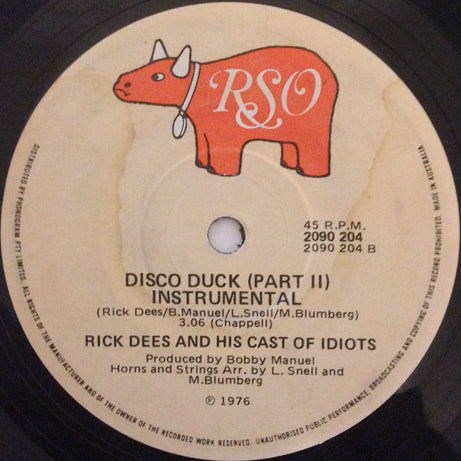 RSO
45 R.P.M.
2090 204
2090 204 B
DISCO DUCK (PART II)
INSTRUMENTAL
(Rick Dees/B.Manuel/L.Snell/M.Blumberg)
3.06 (Chappell)
RICK DEES AND HIS CAST OF IDIOTS
Produced by Bobby Manuel
Horns and Strings Arr. by L. Snell and
M.Blumberg
℗ 1976
DISTRIBUTED BY PHONOGRAM PTY LIMITED. ALL RIGHTS OF THE MANUFACTURER AND OF THE OWNER OF THE RECORDED WORK RESERVED. UNAUTHORISED PUBLIC PERFORMANCE, BROADCASTING AND COPYING OF THIS RECORD PROHIBITED. MADE IN AUSTRALIA